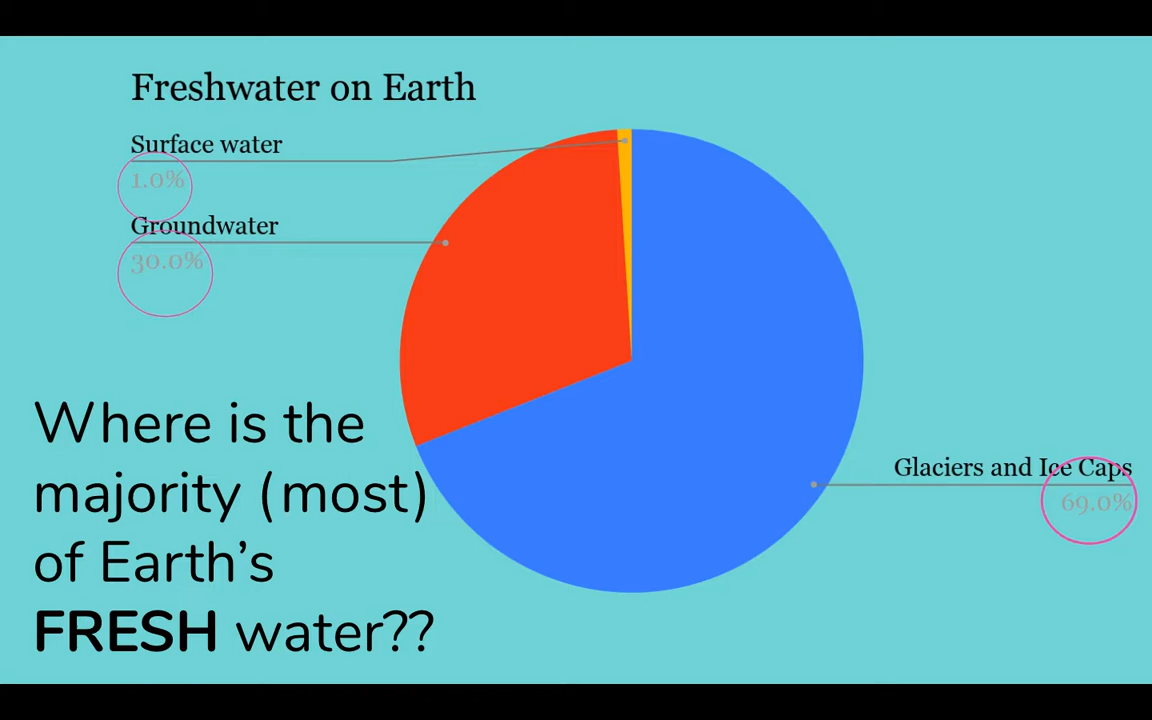 Freshwater on Earth
Surface water
1.0%
Groundwater
30.0%
Glaciers and Ice Caps
69.0%
Where is the
majority (most)
of Earth’s
FRESH water??